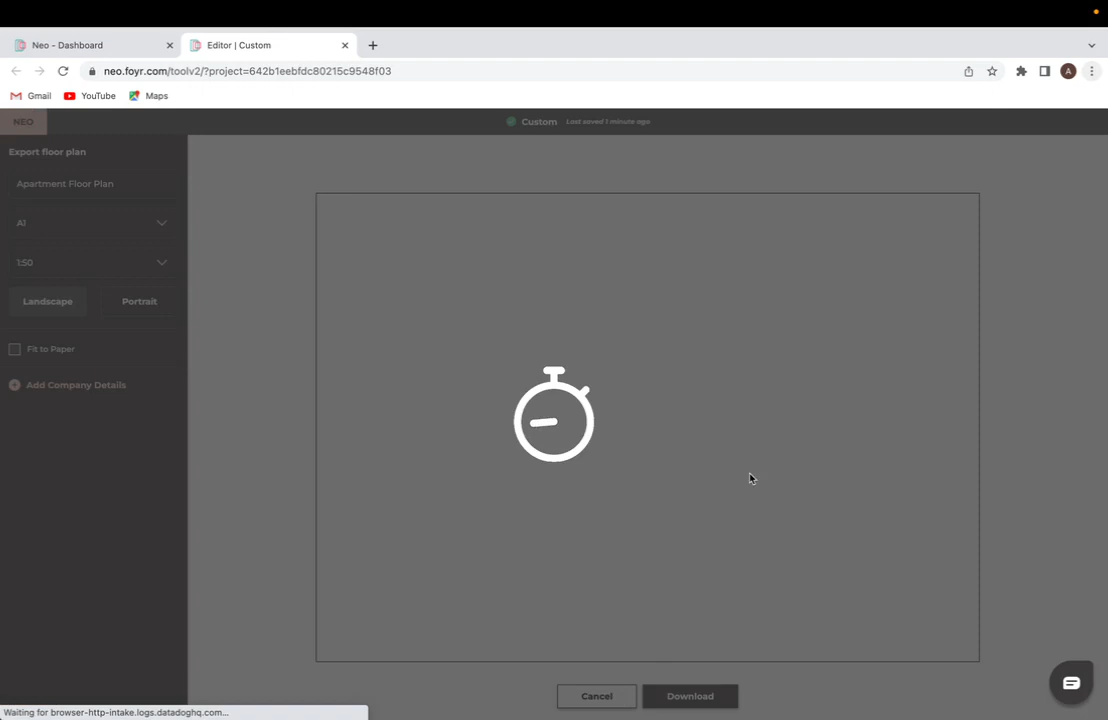 Neo - Dashboard
Editor | Custom
neo.foyr.com/toolv2/?project=642b1eebfdc80215c9548f03
A
Gmail
YouTube
Maps
NEO
Custom
Last saved 1 minute ago
Export floor plan
Apartment Floor Plan
A1
1:50
Landscape
Portrait
Fit to Paper
Add Company Details
Cancel
Download
Waiting for browser-http-intake.logs.datadoghq.com...